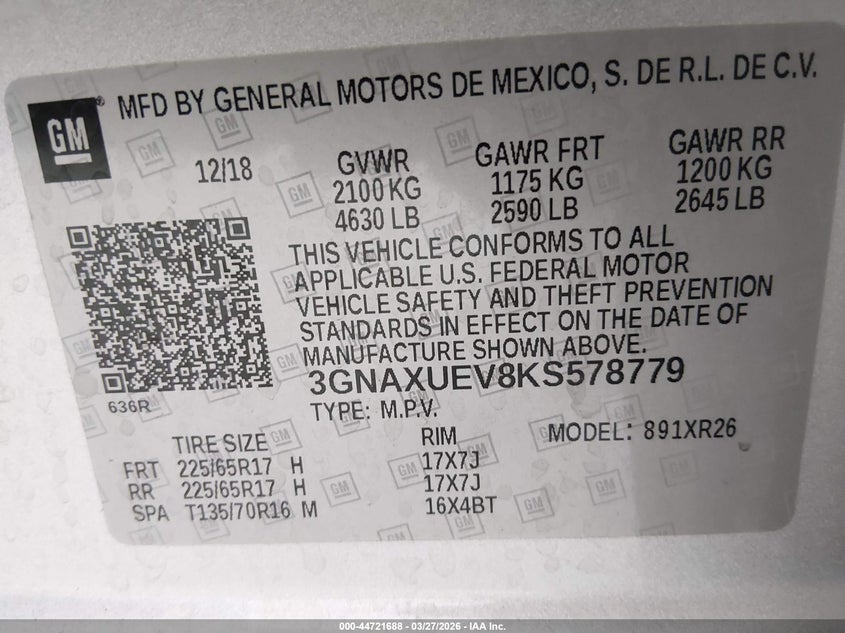 MFD BY GENERAL MOTORS DE MEXICO, S. DE R.L. DE C.V.
GM
12/18 GVWR GAWR FRT GAWR RR
2100 KG 1175 KG 1200 KG
4630 LB 2590 LB 2645 LB
THIS VEHICLE CONFORMS TO ALL
APPLICABLE U.S. FEDERAL MOTOR
VEHICLE SAFETY AND THEFT PREVENTION
STANDARDS IN EFFECT ON THE DATE OF
MANUFACTURE SHOWN ABOVE.
3GNAXUEV8KS578779
636R
TYPE: M.P.V.
TIRE SIZE RIM MODEL: 891XR26
FRT 225/65R17 H 17X7J
RR 225/65R17 H 17X7J
SPA T135/70R16 M 16X4BT
000-44721688 - 03/27/2026 - IAA Inc.